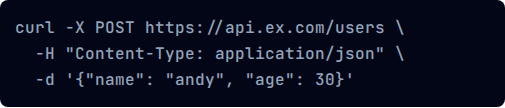 curl -X POST https://api.ex.com/users \
  -H "Content-Type: application/json" \
  -d '{"name": "andy", "age": 30}'